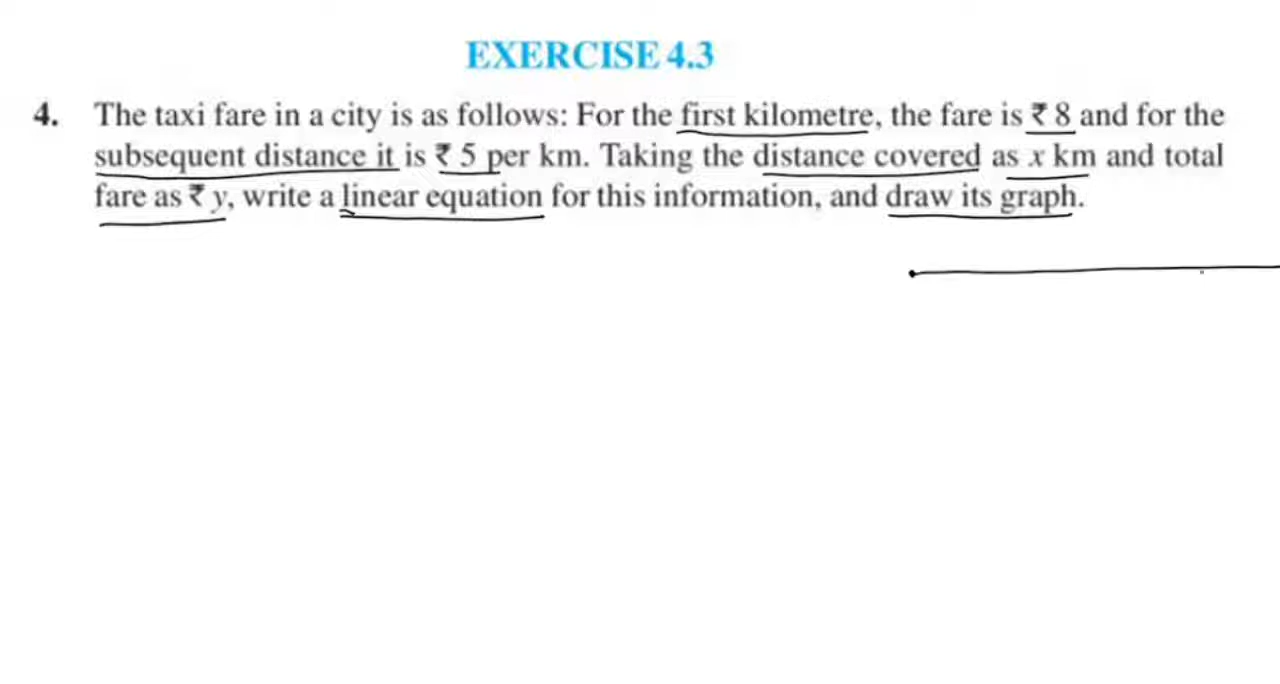 EXERCISE 4.3
4. The taxi fare in a city is as follows: For the first kilometre, the fare is ₹ 8 and for the
subsequent distance it is ₹ 5 per km. Taking the distance covered as x km and total
fare as ₹ y, write a linear equation for this information, and draw its graph.